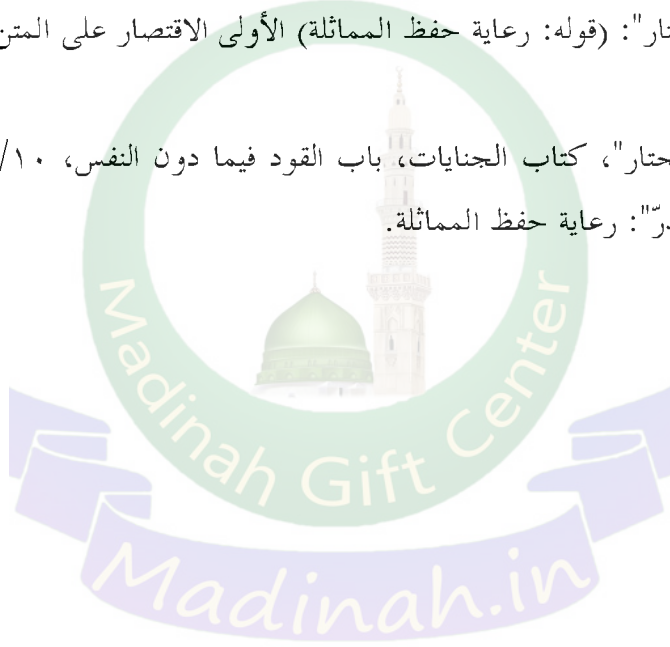 تار": (قوله: رعاية حفظ المماثلة) الأولى الاقتصار على المتن
حتار"، كتاب الجنايات، باب القود فيما دون النفس، ١٠/
درّ": رعاية حفظ المماثلة.
Madinah Gift Center
Madinah.in